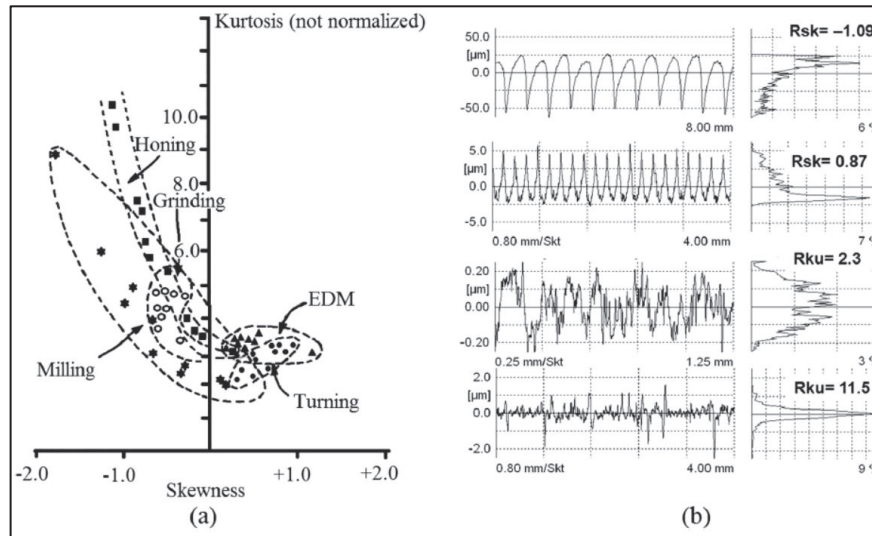 Kurtosis (not normalized)
10.0
Honing
8.0
Grinding
6.0
EDM
Milling
Turning
-2.0 -1.0 +1.0 +2.0
Skewness
(a)
50.0
[µm]
0.0
-50.0
8.00 mm
Rsk= –1.09
6 %
5.0
[µm]
0.0
-5.0
0.80 mm/Skt 4.00 mm
Rsk= 0.87
7 %
0.20
[µm]
0.00
-0.20
0.25 mm/Skt 1.25 mm
Rku= 2.3
3 %
2.0
[µm]
0.0
-2.0
0.80 mm/Skt 4.00 mm
Rku= 11.5
9 %
(b)